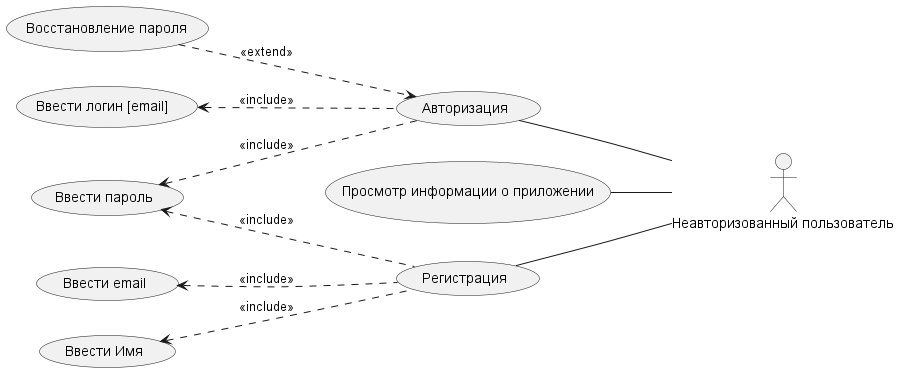 Восстановление пароля
«extend»
Ввести логин [email]
«include»
Авторизация
«include»
Ввести пароль
Просмотр информации о приложении
«include»
Неавторизованный пользователь
Ввести email
«include»
Регистрация
«include»
Ввести Имя